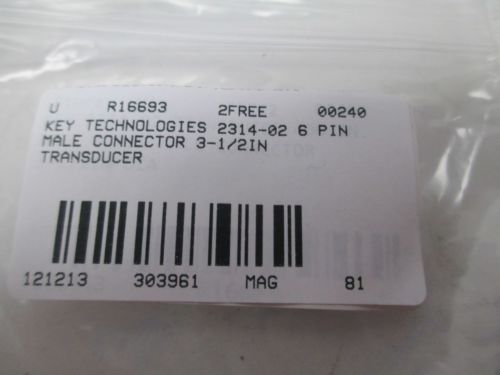 U R16693 2FREE 00240
KEY TECHNOLOGIES 2314-02 6 PIN
MALE CONNECTOR 3-1/2IN
TRANSDUCER
121213 303961 MAG 81